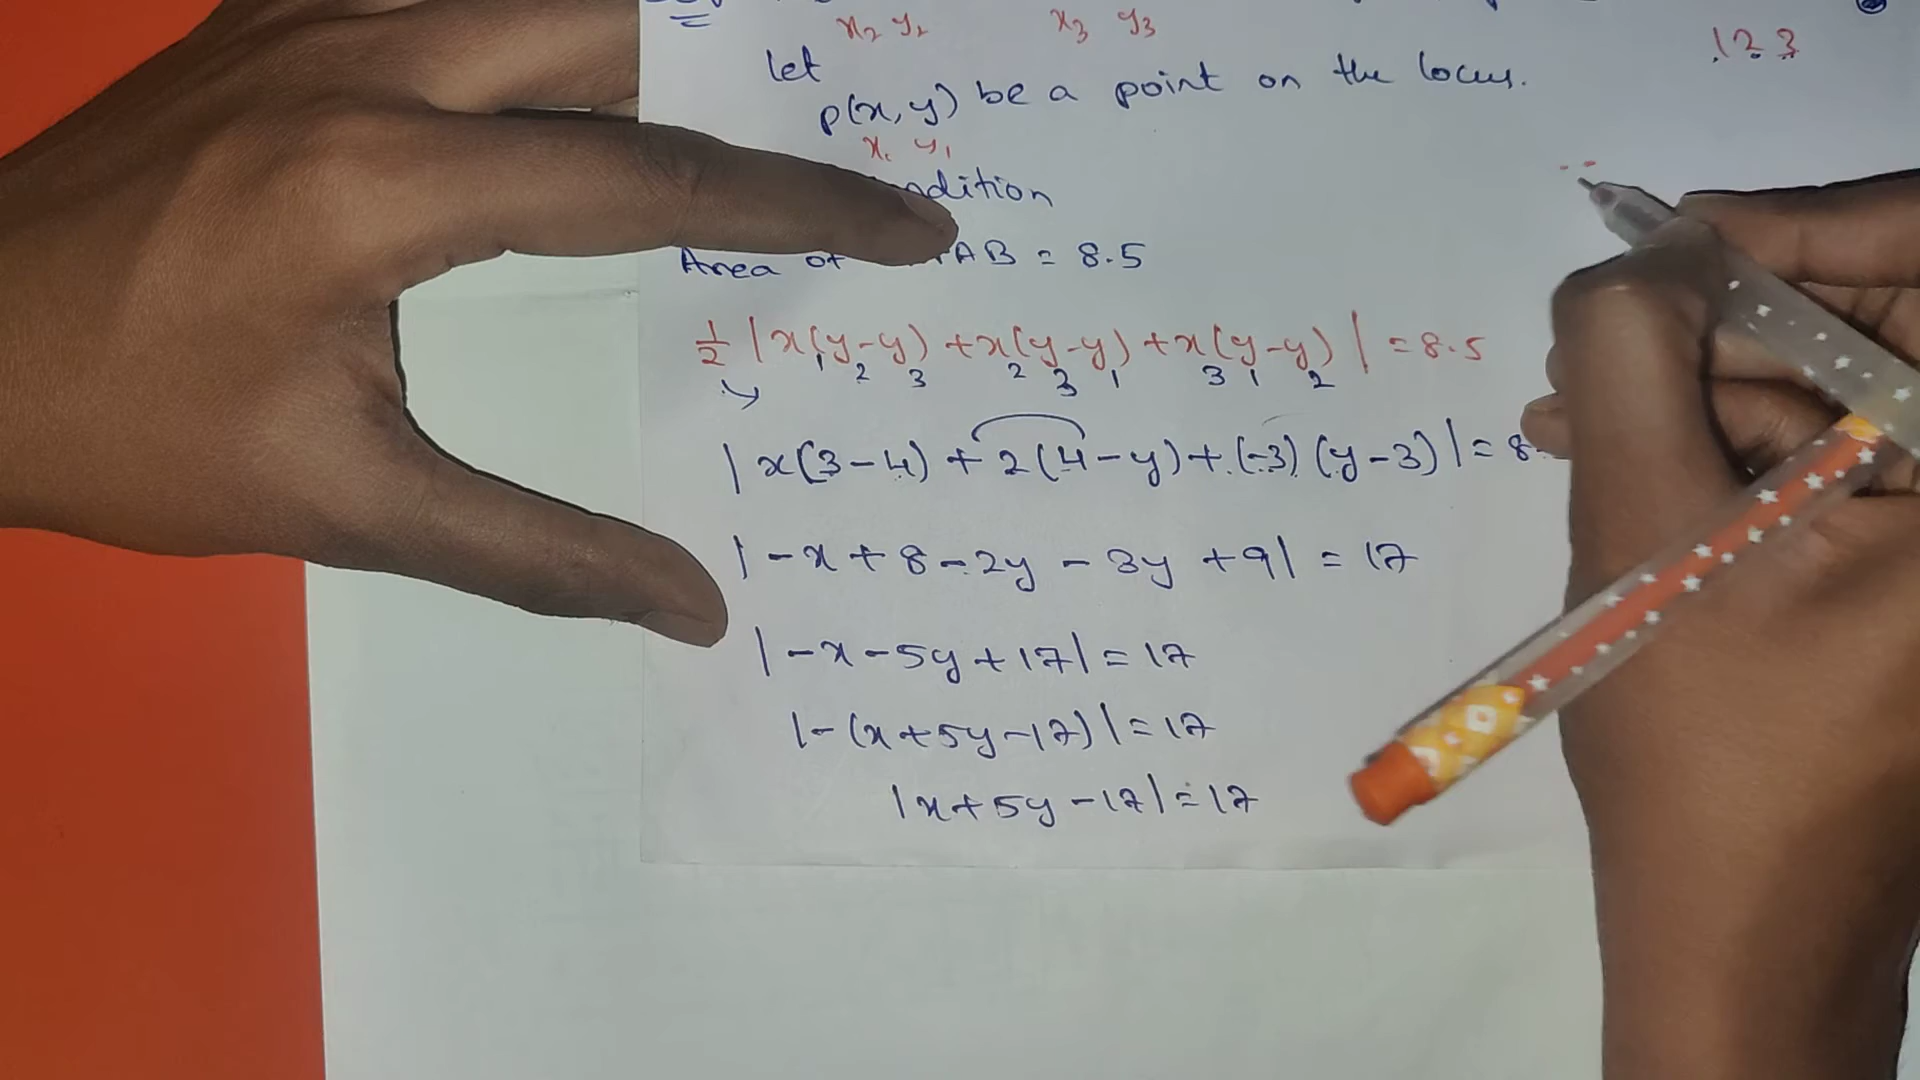 x₂ y₂ x₃ y₃
1 2 3
let
P(x, y) be a point on the locus.
x₁ y₁
Area of AB = 8.5
½ |x₁(y₂-y₃) + x₂(y₃-y₁) + x₃(y₁-y₂)| = 8.5
|x(3-4) + 2(4-y) + (-3)(y-3)| = 8
|-x + 8 - 2y - 3y + 9| = 17
|-x - 5y + 17| = 17
|-(x + 5y - 17)| = 17
|x + 5y - 17| = 17